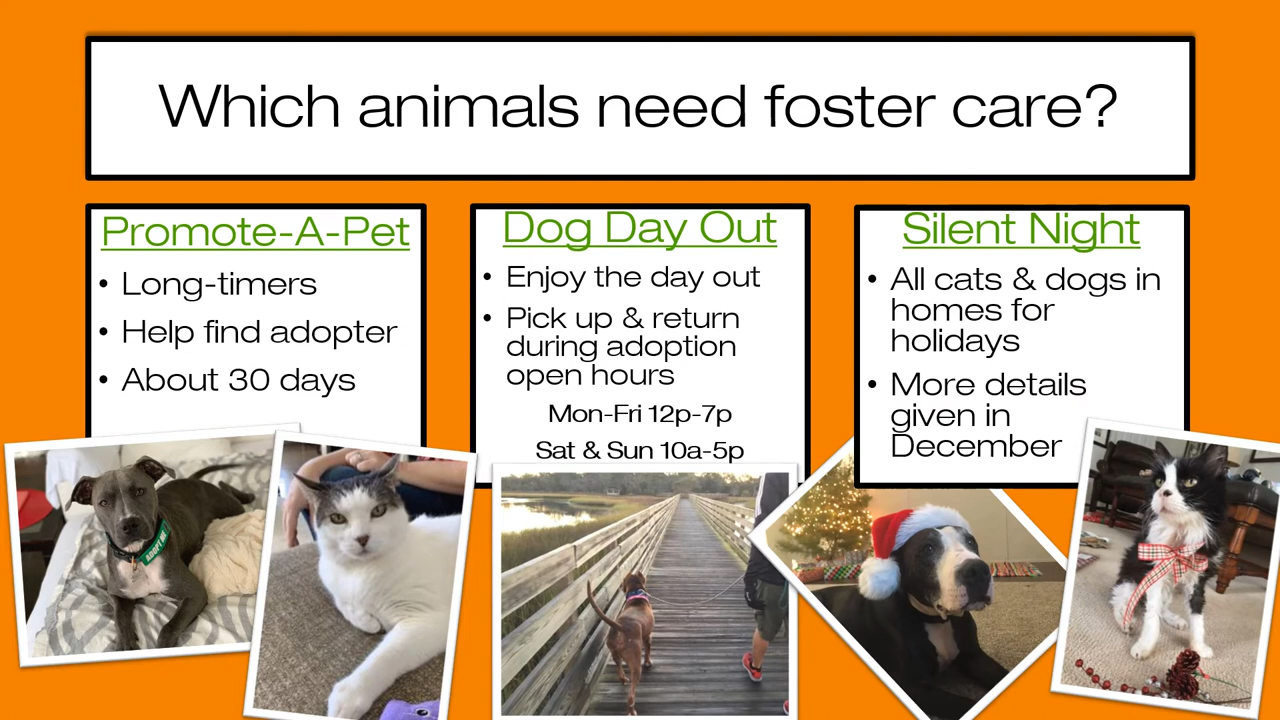 Which animals need foster care?
Promote-A-Pet
• Long-timers
• Help find adopter
• About 30 days
Dog Day Out
• Enjoy the day out
• Pick up & return
during adoption
open hours
Mon-Fri 12p-7p
Sat & Sun 10a-5p
Silent Night
• All cats & dogs in
homes for
holidays
• More details
given in
December
ADOPT ME